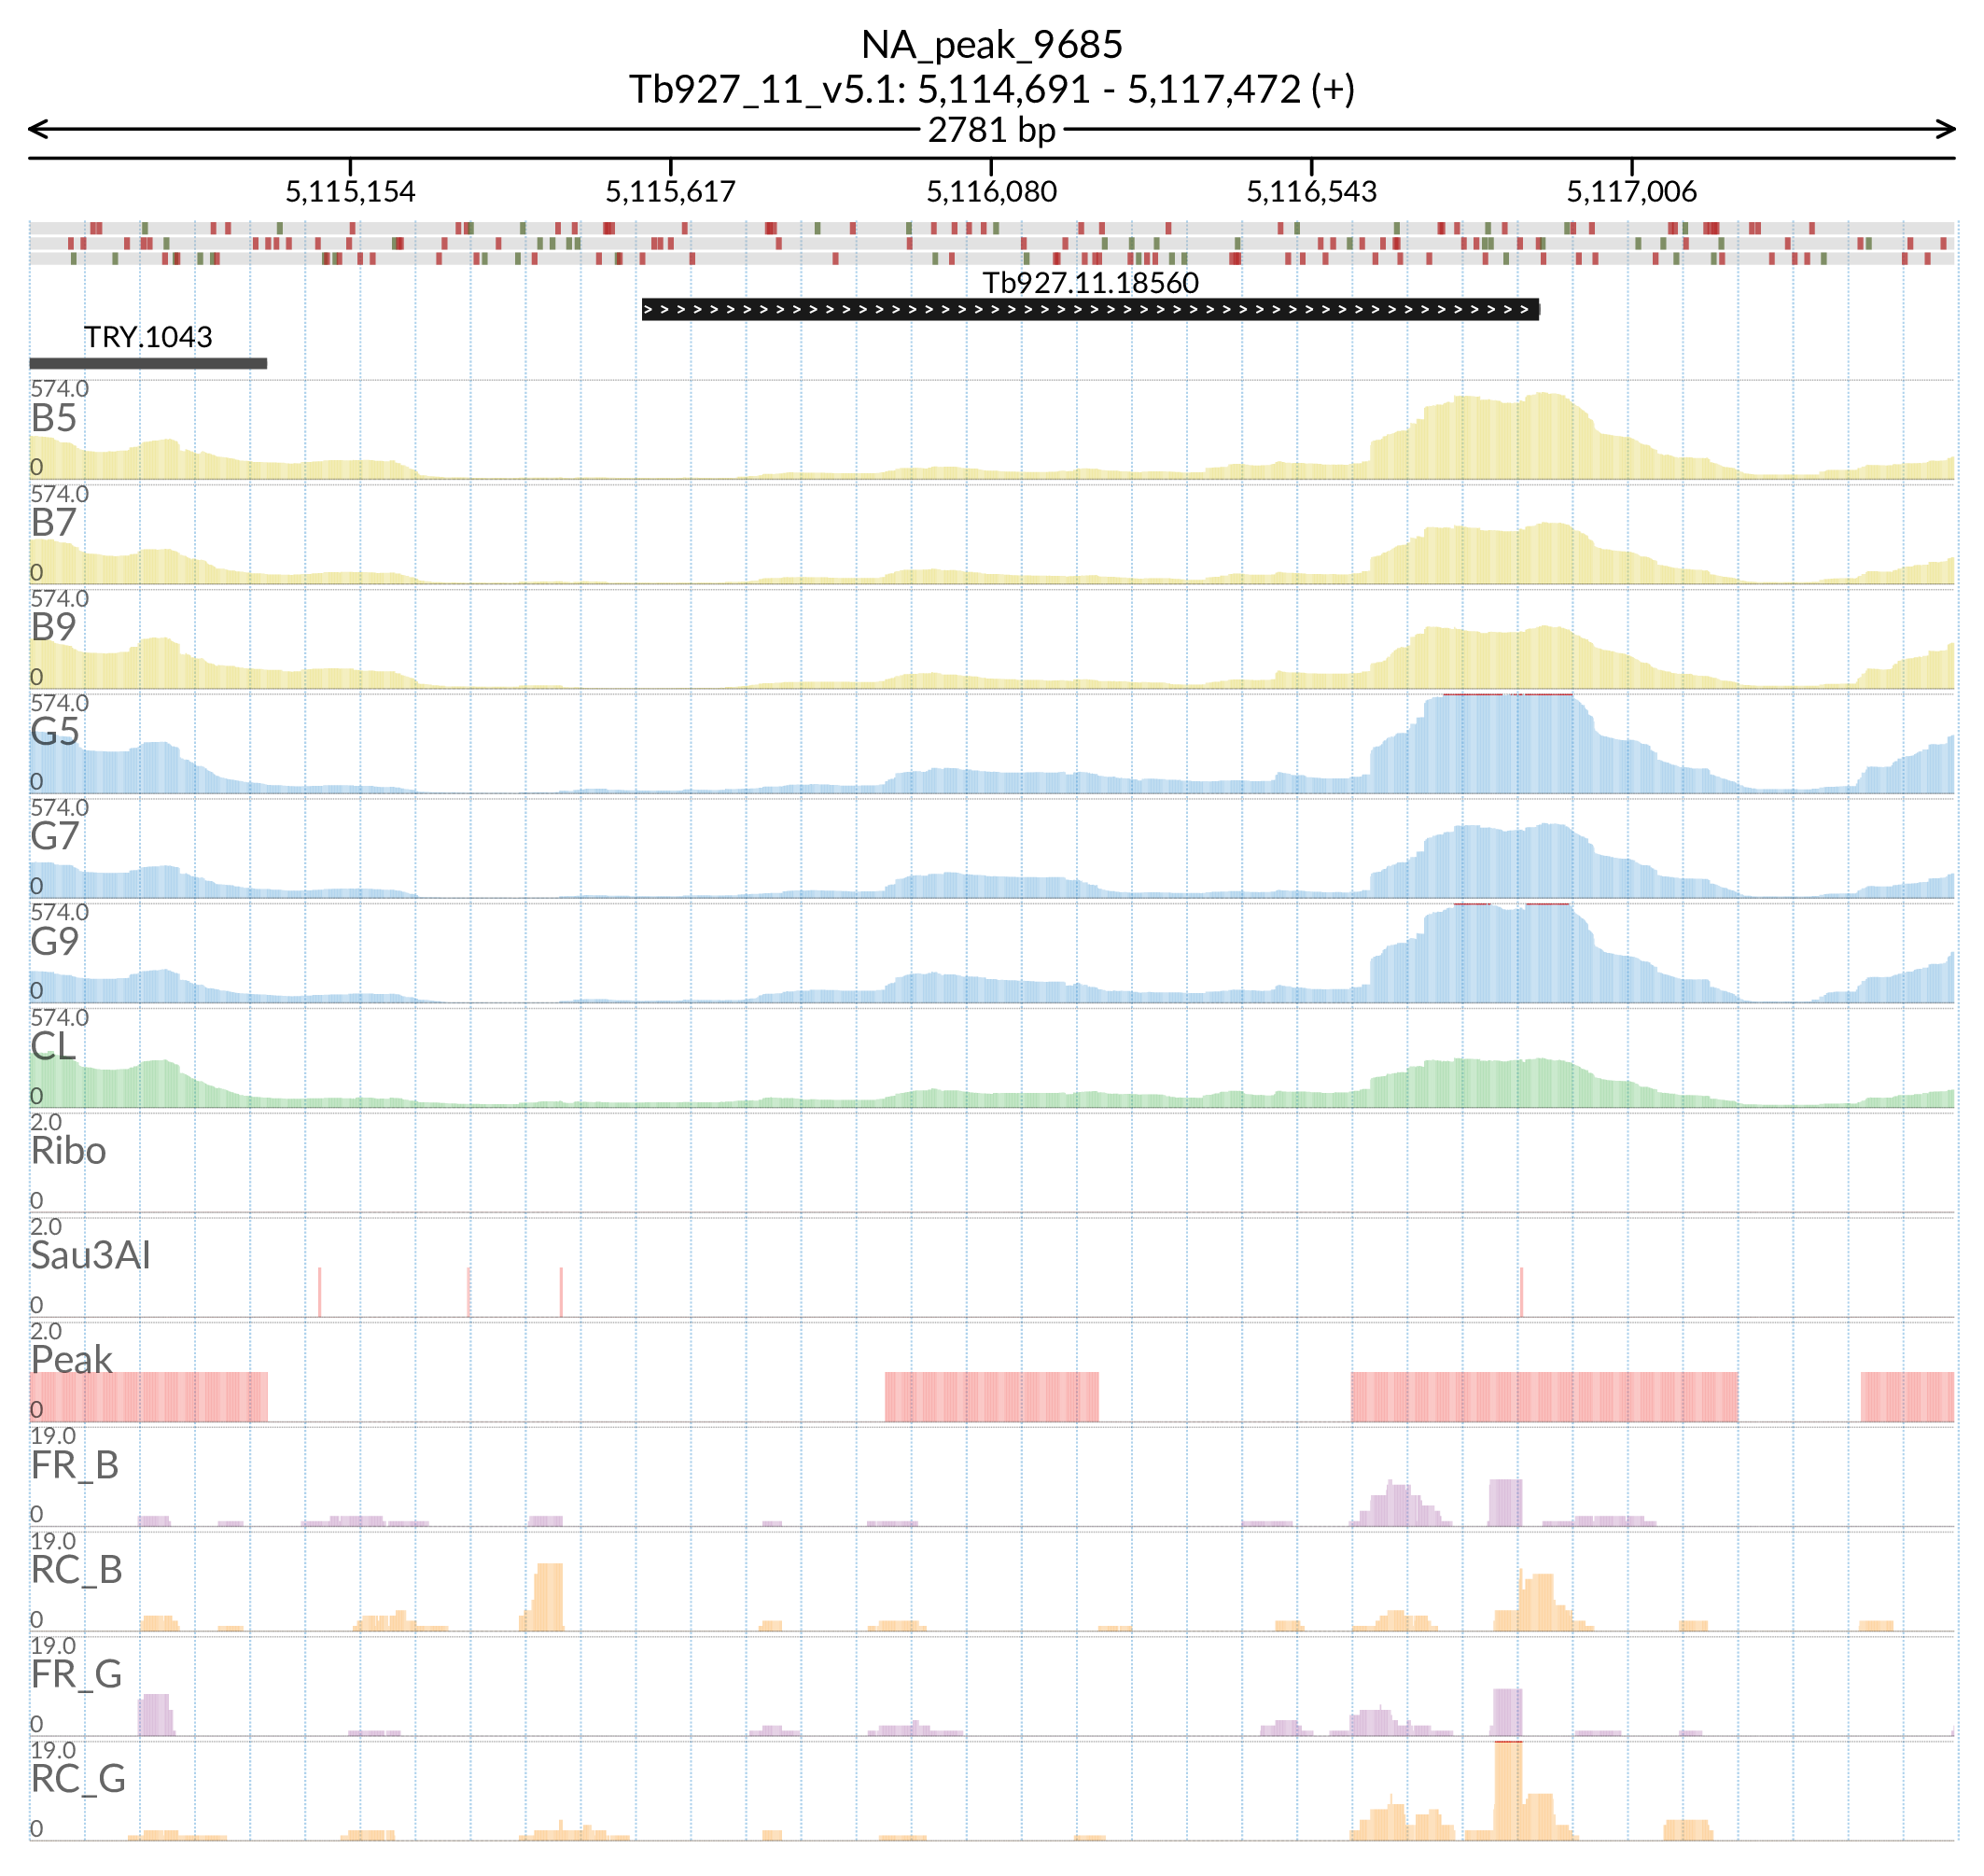 NA_peak_9685
Tb927_11_v5.1: 5,114,691 - 5,117,472 (+)
2781 bp
5,115,154 5,115,617 5,116,080 5,116,543 5,117,006
Tb927.11.18560
TRY.1043
574.0
B5
0
574.0
B7
0
574.0
B9
0
574.0
G5
0
574.0
G7
0
574.0
G9
0
574.0
CL
0
2.0
Ribo
0
2.0
Sau3AI
0
2.0
Peak
0
19.0
FR_B
0
19.0
RC_B
0
19.0
FR_G
0
19.0
RC_G
0